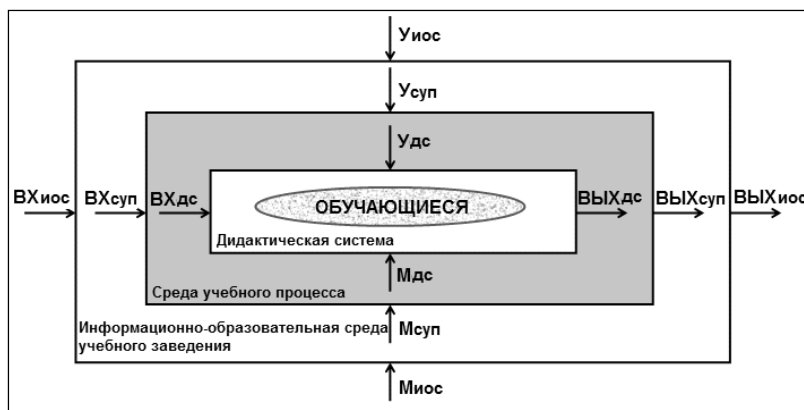 Уиос
Усуп
Удс
ВХиос
ВХсуп
ВХдс
ОБУЧАЮЩИЕСЯ
ВЫХдс
ВЫХсуп
ВЫХиос
Дидактическая система
Мдс
Среда учебного процесса
Информационно-образовательная среда
учебного заведения
Мсуп
Миос